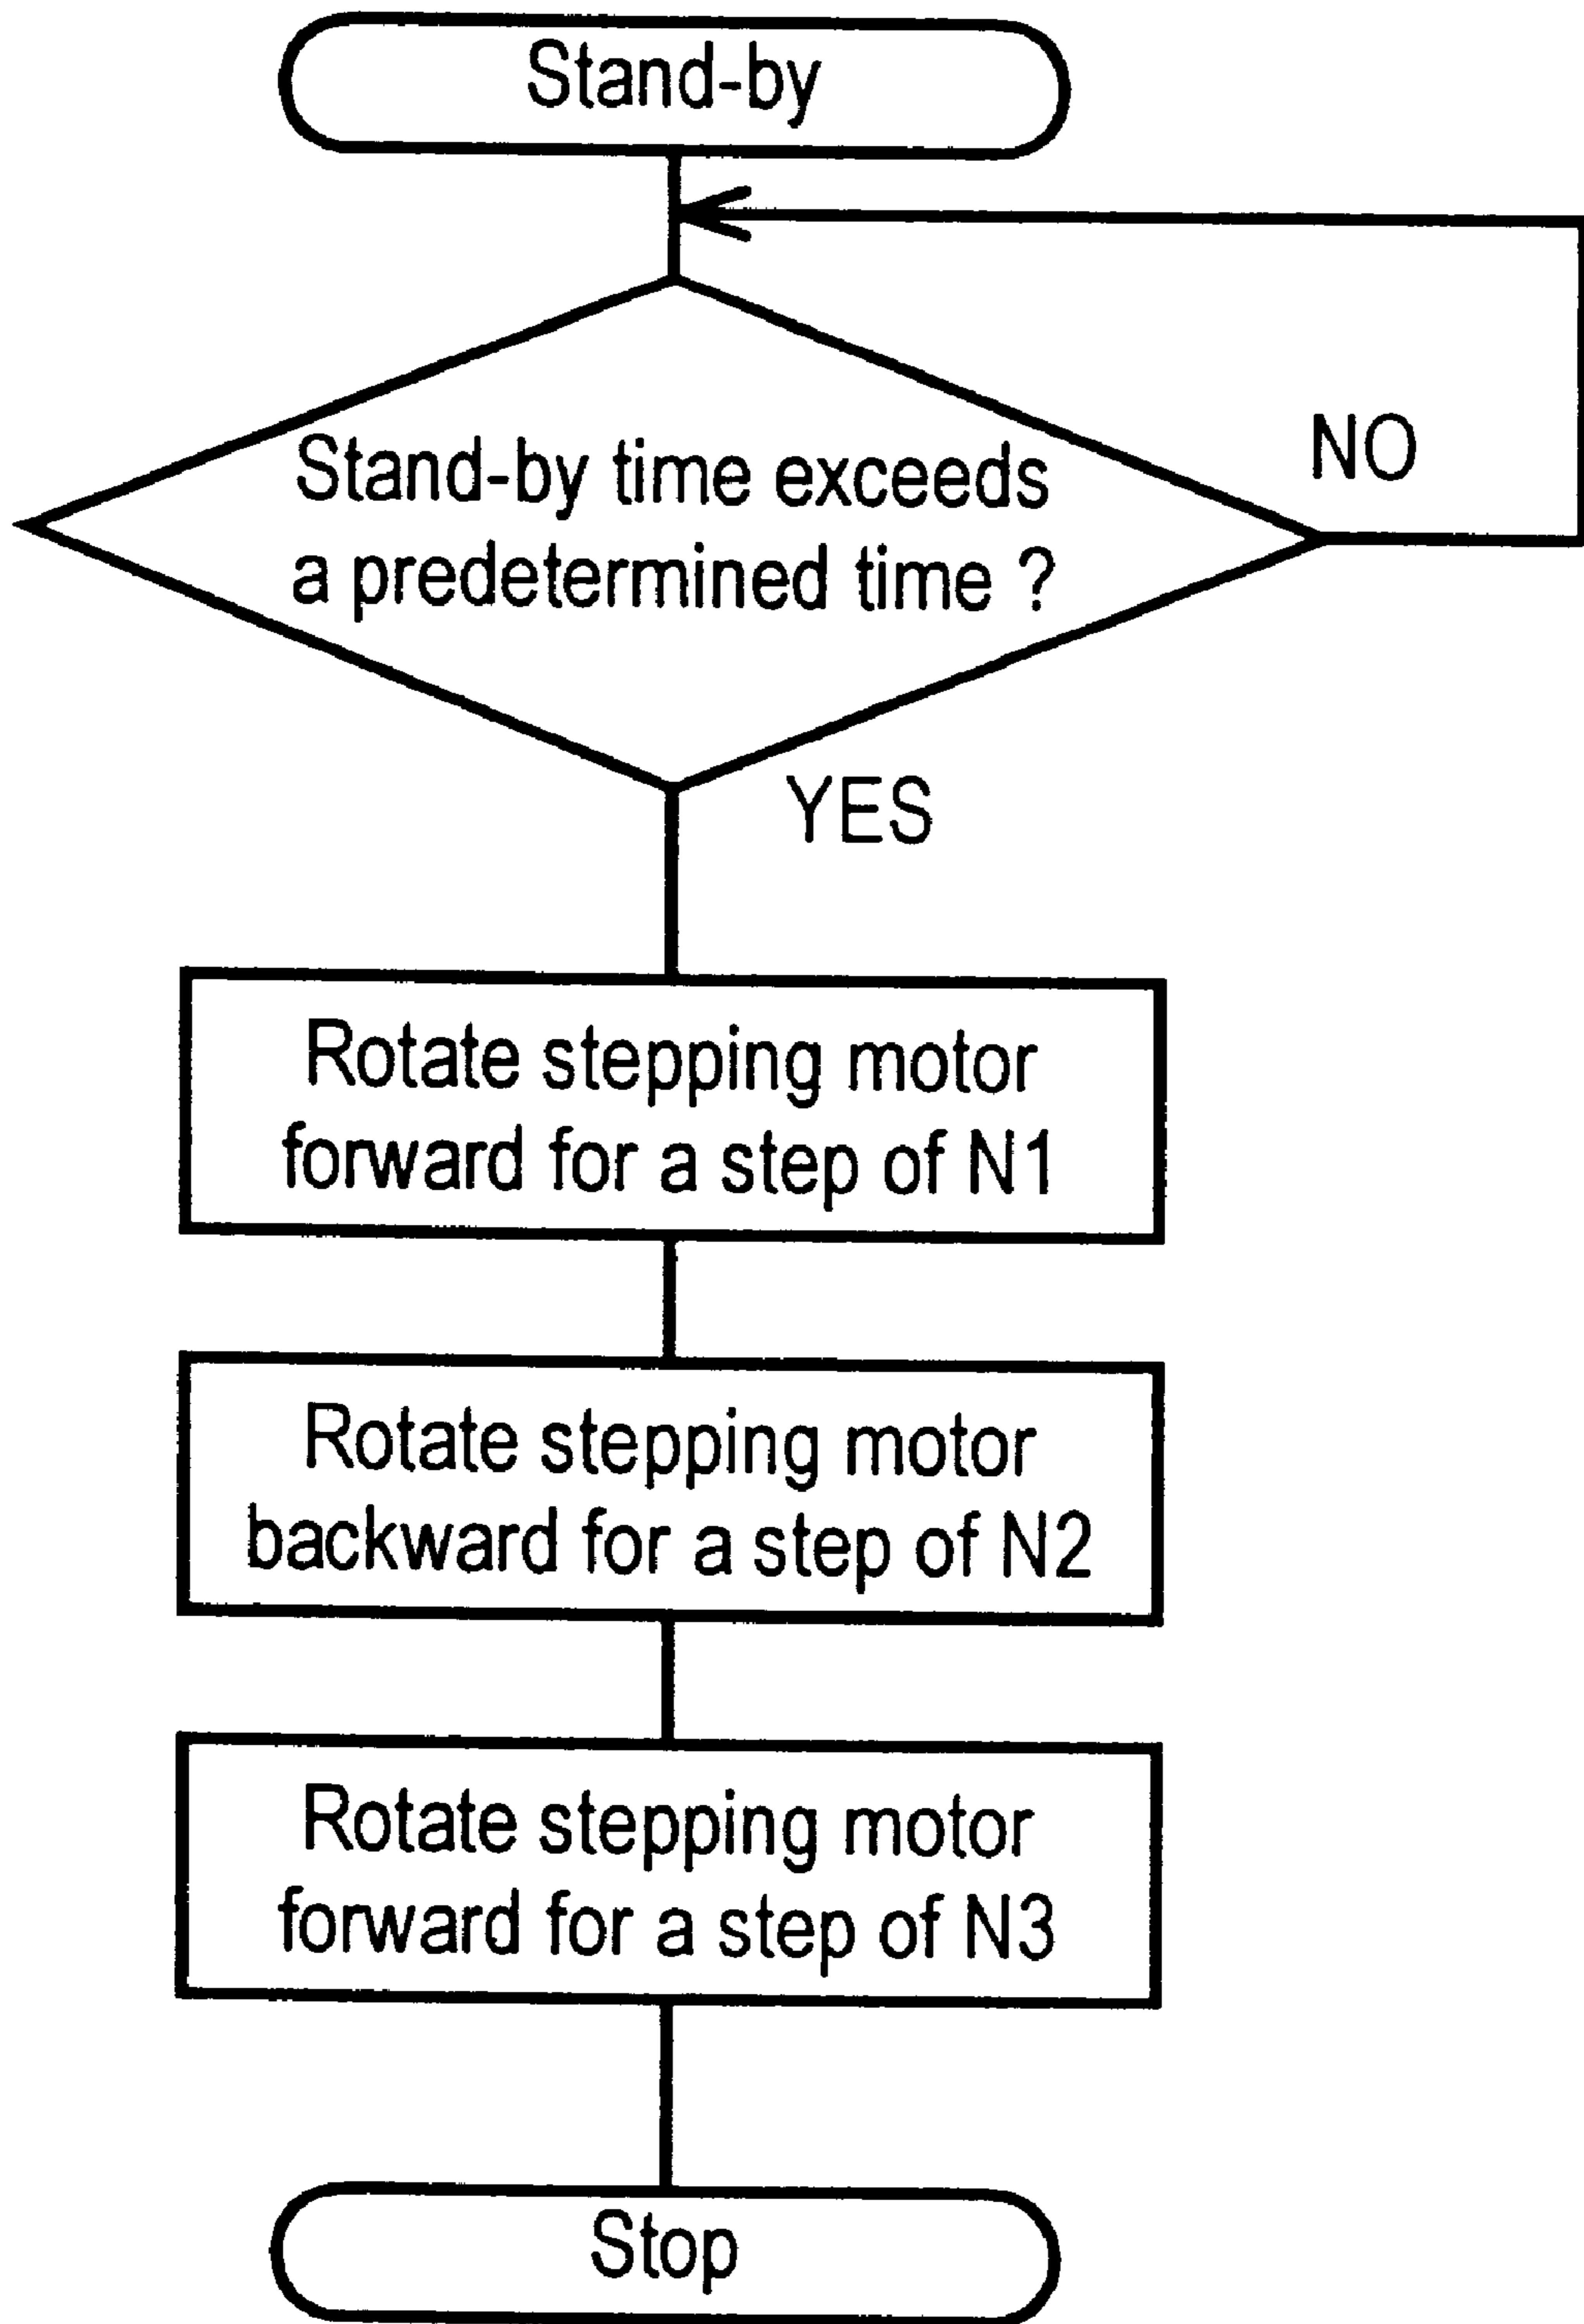 Stand-by
Stand-by time exceeds
a predetermined time ?
NO
YES
Rotate stepping motor
forward for a step of N1
Rotate stepping motor
backward for a step of N2
Rotate stepping motor
forward for a step of N3
Stop